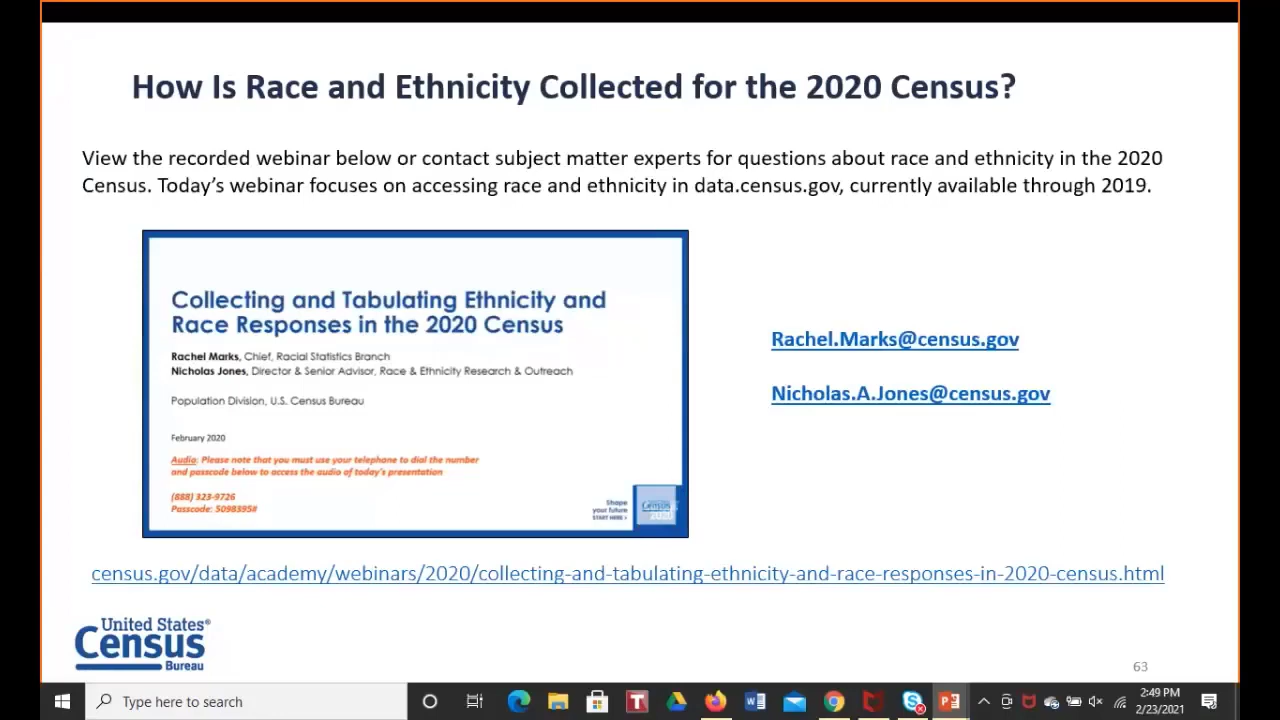 How Is Race and Ethnicity Collected for the 2020 Census?
View the recorded webinar below or contact subject matter experts for questions about race and ethnicity in the 2020
Census. Today’s webinar focuses on accessing race and ethnicity in data.census.gov, currently available through 2019.
Collecting and Tabulating Ethnicity and
Race Responses in the 2020 Census
Rachel Marks, Chief, Racial Statistics Branch
Nicholas Jones, Director & Senior Advisor, Race & Ethnicity Research & Outreach
Population Division, U.S. Census Bureau
February 2020
Audio: Please note that you must use your telephone to dial the number
and passcode below to access the audio of today's presentation
(888) 323-9726
Passcode: 5098395#
Shape
your future
START HERE >
Census
2020
Rachel.Marks@census.gov
Nicholas.A.Jones@census.gov
census.gov/data/academy/webinars/2020/collecting-and-tabulating-ethnicity-and-race-responses-in-2020-census.html
United States®
Census
Bureau
63
Type here to search
2:49 PM
2/23/2021